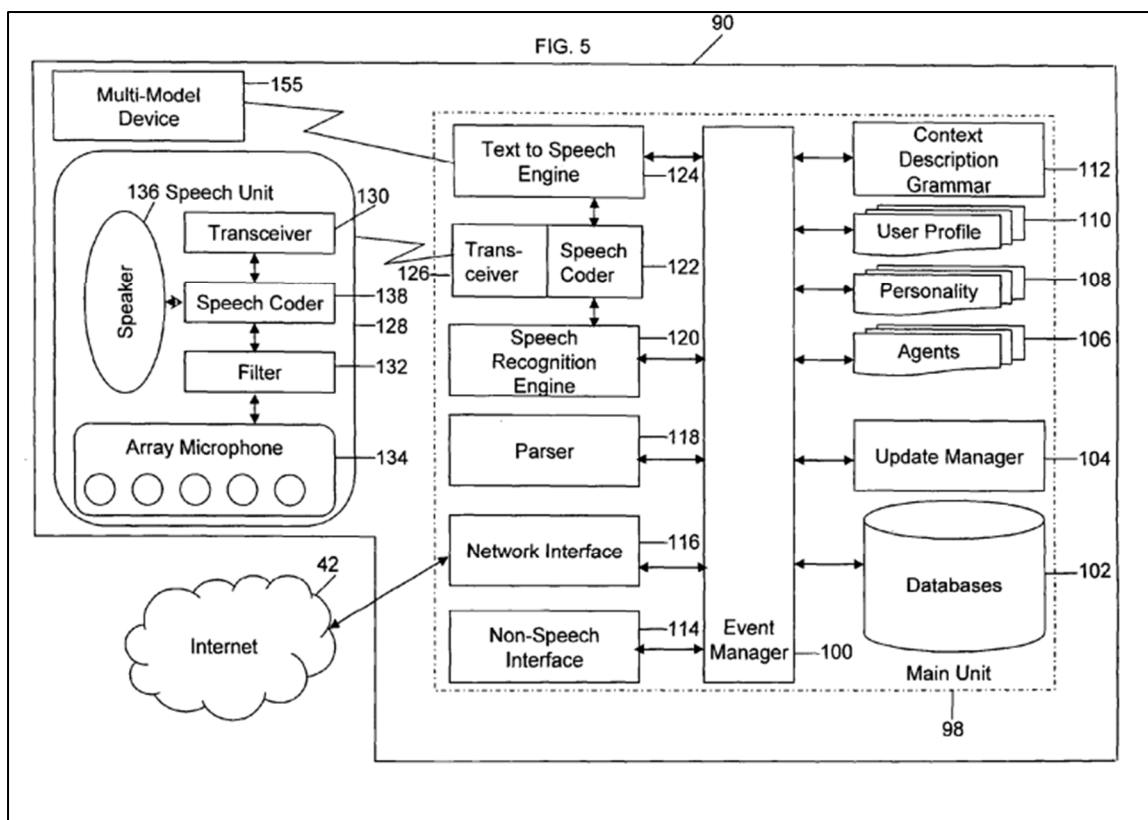 FIG. 5
90
Multi-Model
Device
155
136 Speech Unit
130
Transceiver
Speaker
Speech Coder
138
128
Filter
132
Array Microphone
134
42
Internet
Text to Speech
Engine
124
Trans-
ceiver
126
Speech
Coder
122
Speech
Recognition
Engine
120
Parser
118
Network Interface
116
Non-Speech
Interface
114
Event
Manager
100
Context
Description
Grammar
112
User Profile
110
Personality
108
Agents
106
Update Manager
104
Databases
102
Main Unit
98